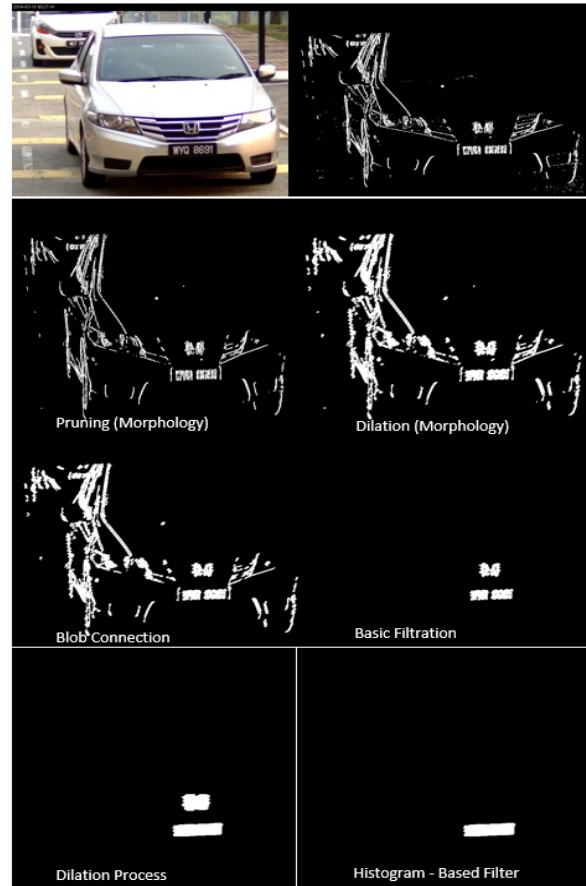 WYQ 8691
Pruning (Morphology)
Dilation (Morphology)
Blob Connection
Basic Filtration
Dilation Process
Histogram - Based Filter